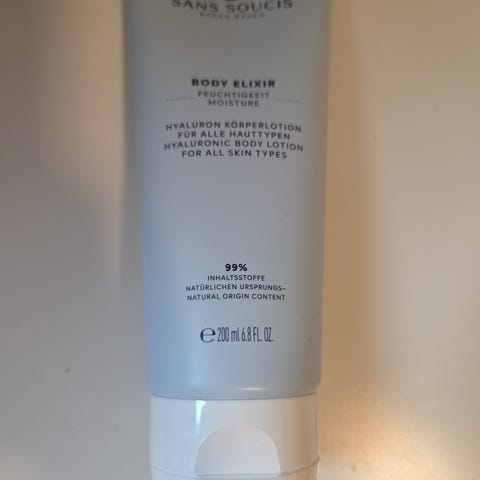 SANS SOUCIS
BADEN BADEN
BODY ELIXIR
FEUCHTIGKEIT
MOISTURE
HYALURON KÖRPERLOTION
FÜR ALLE HAUTTYPEN
HYALURONIC BODY LOTION
FOR ALL SKIN TYPES
99%
INHALTSSTOFFE
NATÜRLICHEN URSPRUNGS–
NATURAL ORIGIN CONTENT
℮ 200 ml 6.8 FL. OZ.